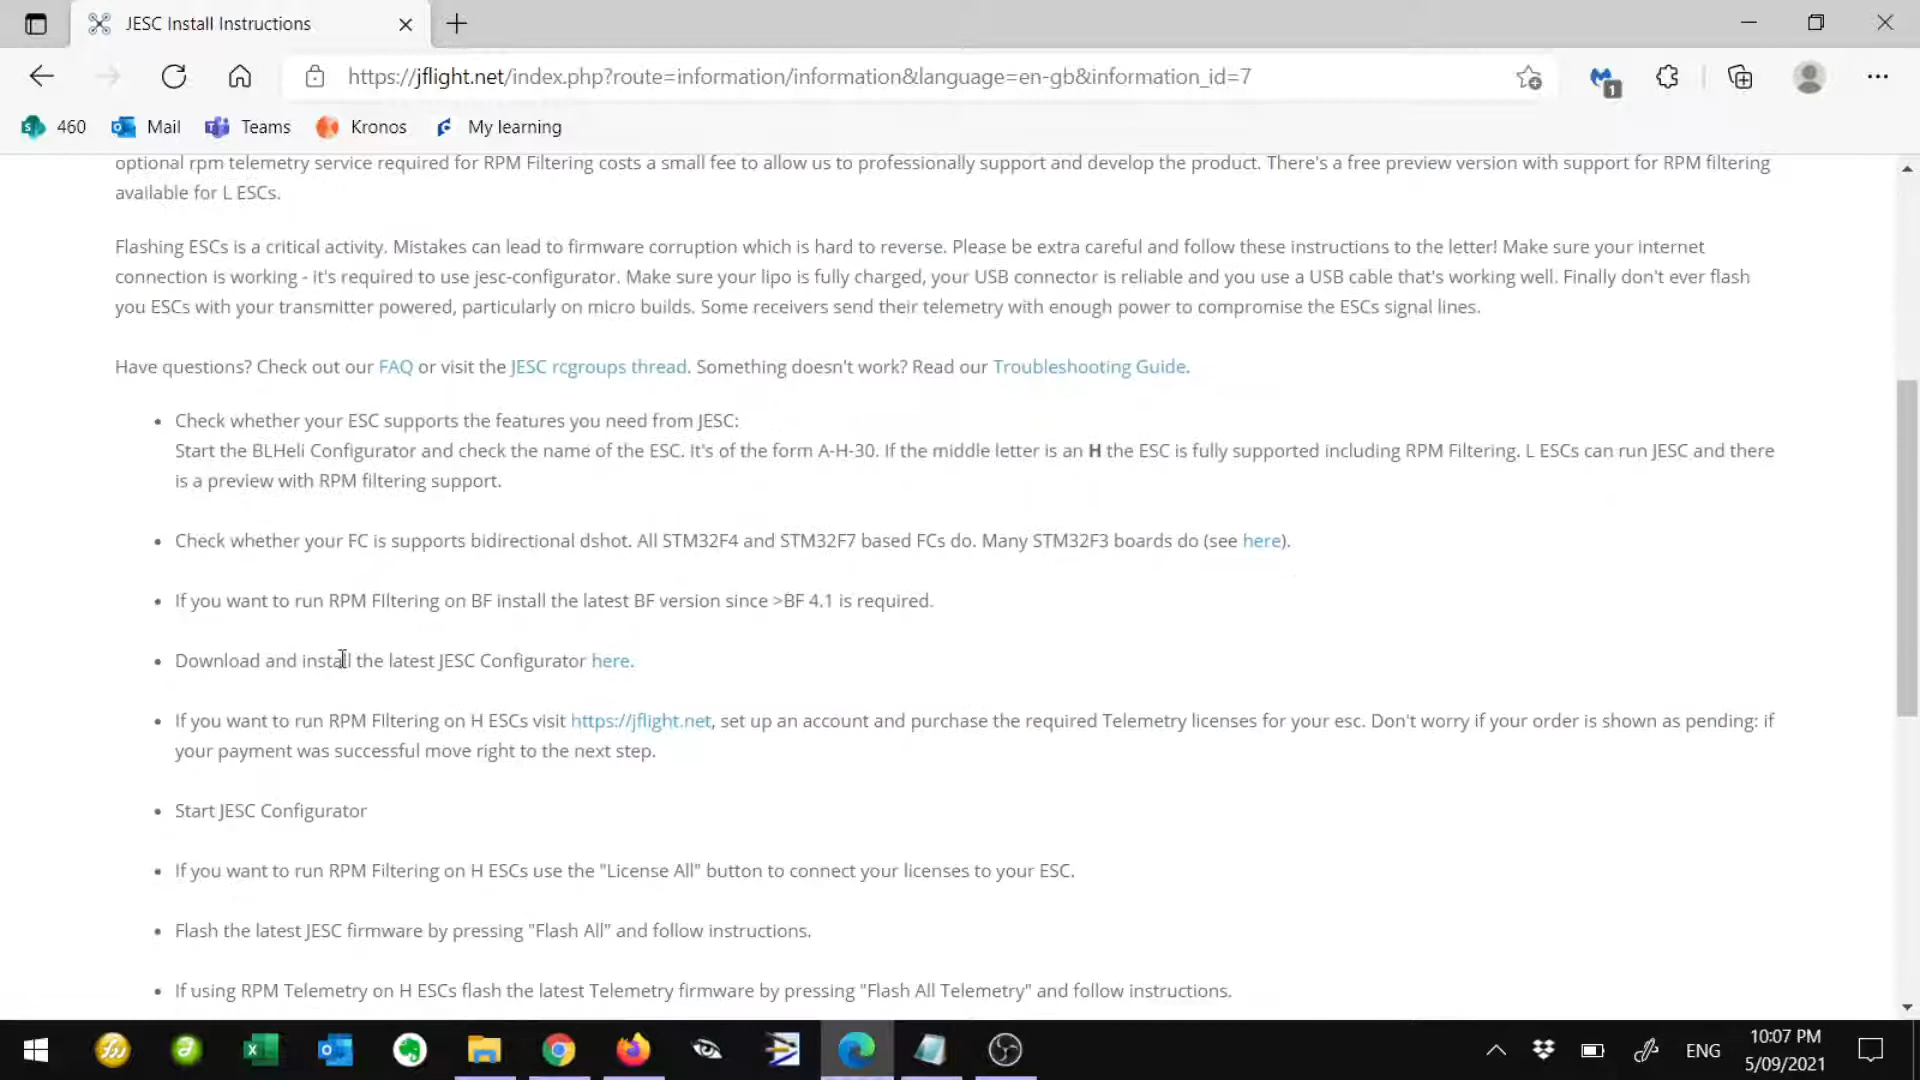 JESC Install Instructions
https://jflight.net/index.php?route=information/information&language=en-gb&information_id=7
1
460 Mail Teams Kronos My learning
optional rpm telemetry service required for RPM Filtering costs a small fee to allow us to professionally support and develop the product. There's a free preview version with support for RPM filtering
available for L ESCs.
Flashing ESCs is a critical activity. Mistakes can lead to firmware corruption which is hard to reverse. Please be extra careful and follow these instructions to the letter! Make sure your internet
connection is working - it's required to use jesc-configurator. Make sure your lipo is fully charged, your USB connector is reliable and you use a USB cable that's working well. Finally don't ever flash
you ESCs with your transmitter powered, particularly on micro builds. Some receivers send their telemetry with enough power to compromise the ESCs signal lines.
Have questions? Check out our FAQ or visit the JESC rcgroups thread. Something doesn't work? Read our Troubleshooting Guide.
• Check whether your ESC supports the features you need from JESC:
Start the BLHeli Configurator and check the name of the ESC. It's of the form A-H-30. If the middle letter is an H the ESC is fully supported including RPM Filtering. L ESCs can run JESC and there
is a preview with RPM filtering support.
• Check whether your FC is supports bidirectional dshot. All STM32F4 and STM32F7 based FCs do. Many STM32F3 boards do (see here).
• If you want to run RPM FIltering on BF install the latest BF version since >BF 4.1 is required.
• Download and install the latest JESC Configurator here.
• If you want to run RPM FIltering on H ESCs visit https://jflight.net, set up an account and purchase the required Telemetry licenses for your esc. Don't worry if your order is shown as pending: if
your payment was successful move right to the next step.
• Start JESC Configurator
• If you want to run RPM Filtering on H ESCs use the "License All" button to connect your licenses to your ESC.
• Flash the latest JESC firmware by pressing "Flash All" and follow instructions.
• If using RPM Telemetry on H ESCs flash the latest Telemetry firmware by pressing "Flash All Telemetry" and follow instructions.
ENG
10:07 PM
5/09/2021